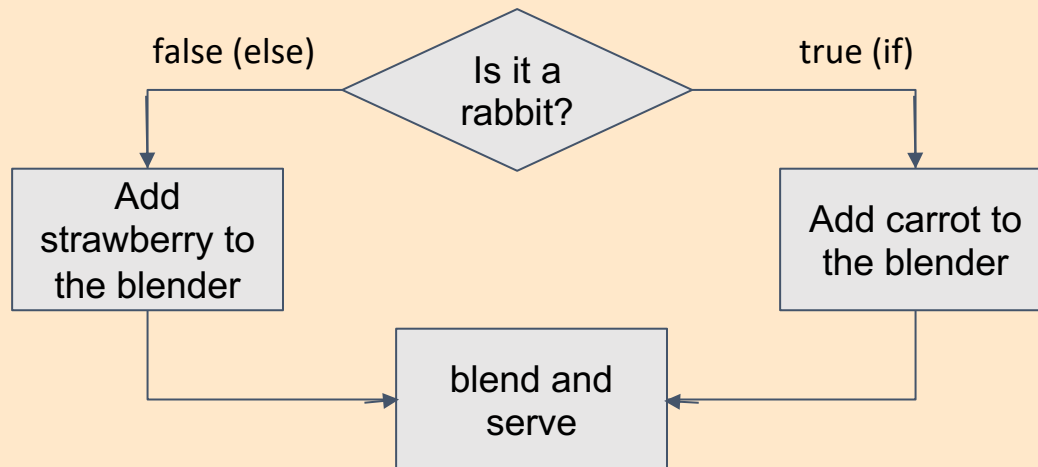 false (else)
Is it a
rabbit?
true (if)
Add
strawberry to
the blender
Add carrot to
the blender
blend and
serve